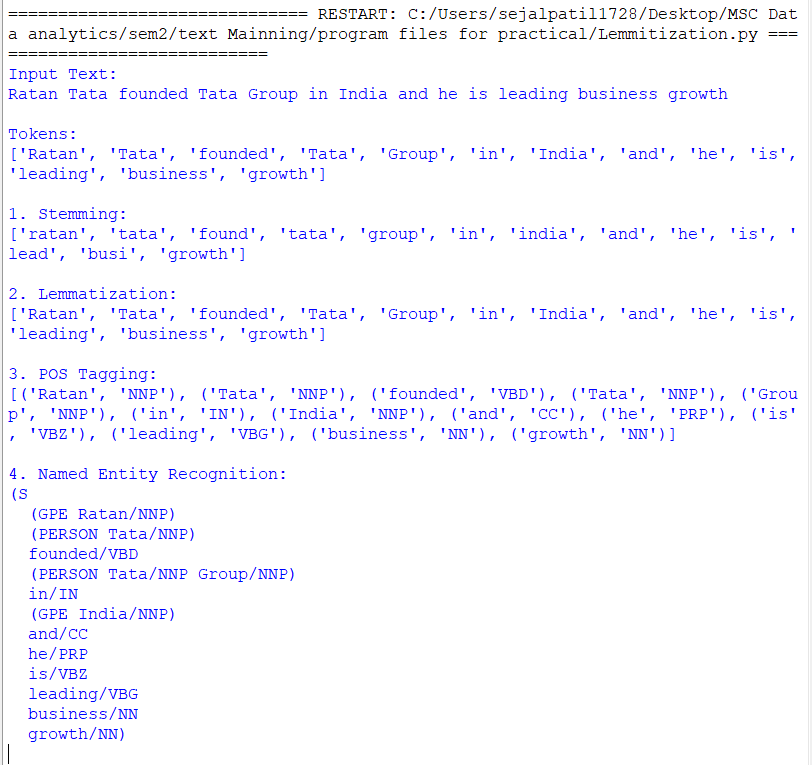 ============================== RESTART: C:/Users/sejalpatil1728/Desktop/MSC Dat
a analytics/sem2/text Mainning/program files for practical/Lemmitization.py ===
==========================
Input Text:
Ratan Tata founded Tata Group in India and he is leading business growth

Tokens:
['Ratan', 'Tata', 'founded', 'Tata', 'Group', 'in', 'India', 'and', 'he', 'is',
'leading', 'business', 'growth']

1. Stemming:
['ratan', 'tata', 'found', 'tata', 'group', 'in', 'india', 'and', 'he', 'is', '
lead', 'busi', 'growth']

2. Lemmatization:
['Ratan', 'Tata', 'founded', 'Tata', 'Group', 'in', 'India', 'and', 'he', 'is',
'leading', 'business', 'growth']

3. POS Tagging:
[('Ratan', 'NNP'), ('Tata', 'NNP'), ('founded', 'VBD'), ('Tata', 'NNP'), ('Grou
p', 'NNP'), ('in', 'IN'), ('India', 'NNP'), ('and', 'CC'), ('he', 'PRP'), ('is'
, 'VBZ'), ('leading', 'VBG'), ('business', 'NN'), ('growth', 'NN')]

4. Named Entity Recognition:
(S
  (GPE Ratan/NNP)
  (PERSON Tata/NNP)
  founded/VBD
  (PERSON Tata/NNP Group/NNP)
  in/IN
  (GPE India/NNP)
  and/CC
  he/PRP
  is/VBZ
  leading/VBG
  business/NN
  growth/NN)